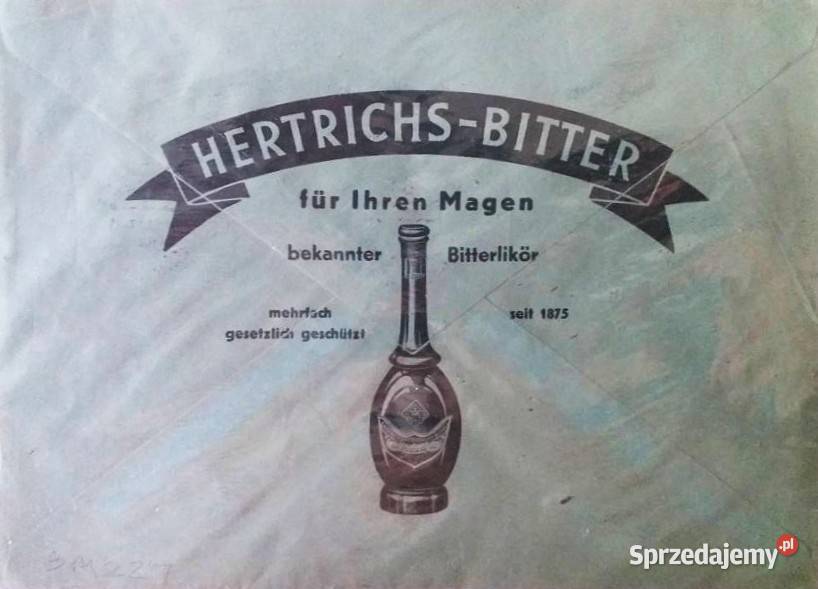 HERTRICHS-BITTER
für Ihren Magen
bekannter Bitterlikör
mehrfach
gesetzlich geschützt
seit 1875
Sprzedajemy.pl